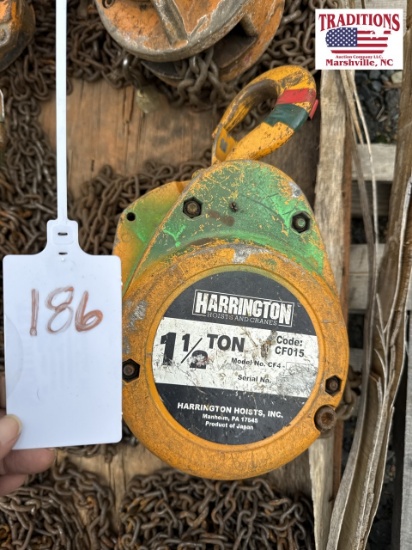 TRADITIONS
Auction Company LLC.
Marshville, NC
186
HARRINGTON
HOISTS AND CRANES
1 1/2 TON
Code:
CF015
Model No. CF4-
Serial No.
HARRINGTON HOISTS, INC.
Manheim, PA 17545
Product of Japan